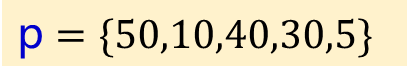 p = {50,10,40,30,5}